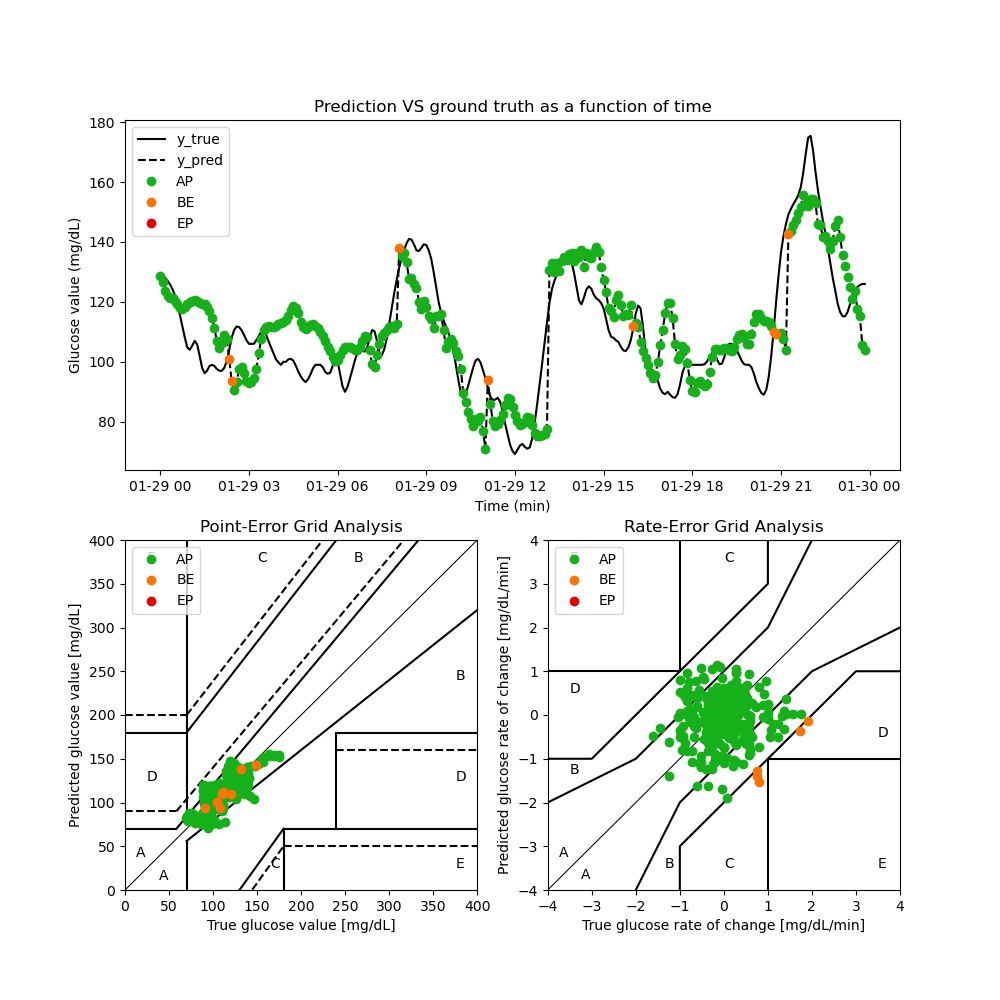 Prediction VS ground truth as a function of time
Glucose value (mg/dL)
180
160
140
120
100
80
y_true
y_pred
AP
BE
EP
01-29 00 01-29 03 01-29 06 01-29 09 01-29 12 01-29 15 01-29 18 01-29 21 01-30 00
Time (min)
Point-Error Grid Analysis
Predicted glucose value [mg/dL]
400
350
300
250
200
150
100
50
0
AP
BE
EP
C
B
B
D
D
A
A
C
E
0 50 100 150 200 250 300 350 400
True glucose value [mg/dL]
Rate-Error Grid Analysis
Predicted glucose rate of change [mg/dL/min]
4
3
2
1
0
−1
−2
−3
−4
AP
BE
EP
C
D
D
B
A
A
B
C
E
−4 −3 −2 −1 0 1 2 3 4
True glucose rate of change [mg/dL/min]